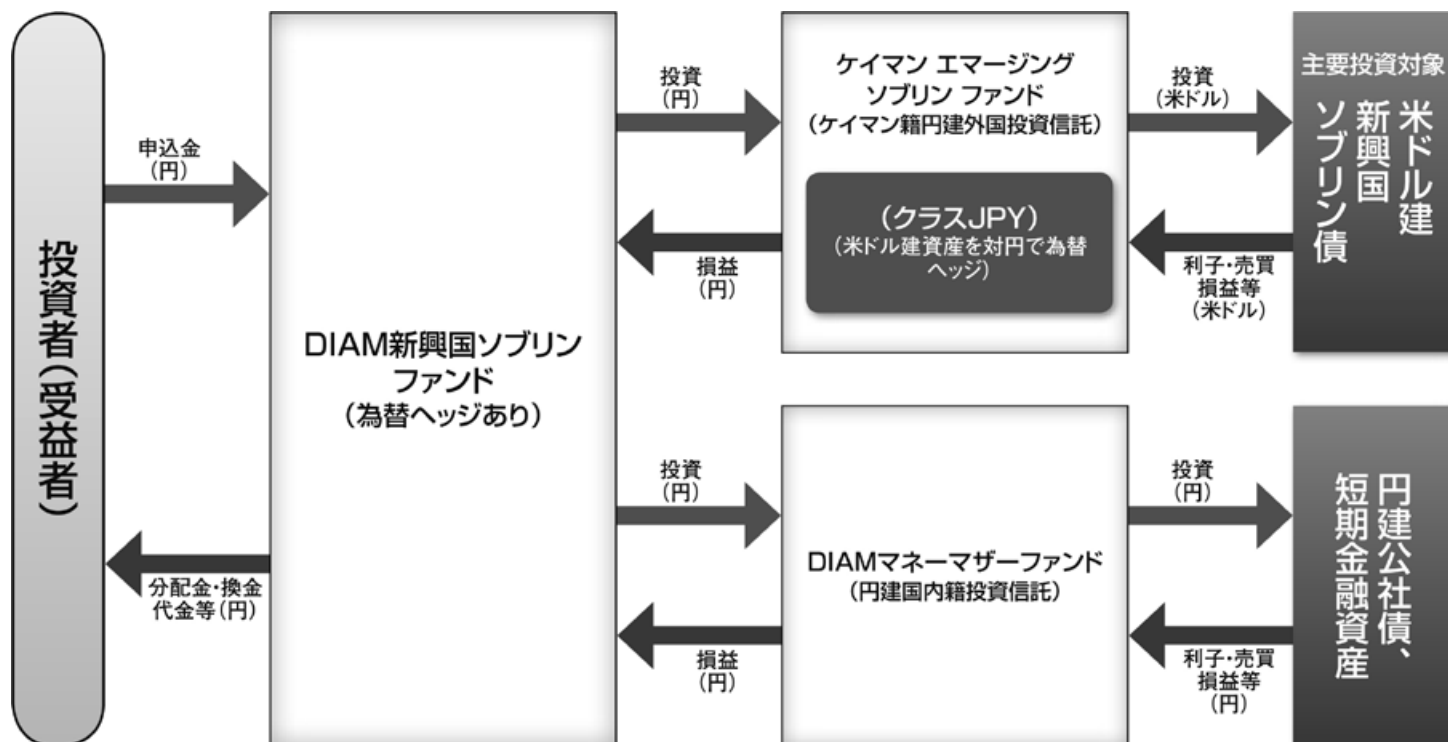 投資者(受益者)
申込金
(円)
分配金・換金
代金等(円)
DIAM新興国ソブリン
ファンド
(為替ヘッジあり)
投資
(円)
損益
(円)
ケイマン エマージング
ソブリン ファンド
(ケイマン籍円建外国投資信託)
(クラスJPY)
(米ドル建資産を対円で為替
ヘッジ)
投資
(米ドル)
利子・売買
損益等
(米ドル)
主要投資対象
米ドル建
新興国
ソブリン債
投資
(円)
損益
(円)
DIAMマネーマザーファンド
(円建国内籍投資信託)
投資
(円)
利子・売買
損益等
(円)
円建公社債、
短期金融資産